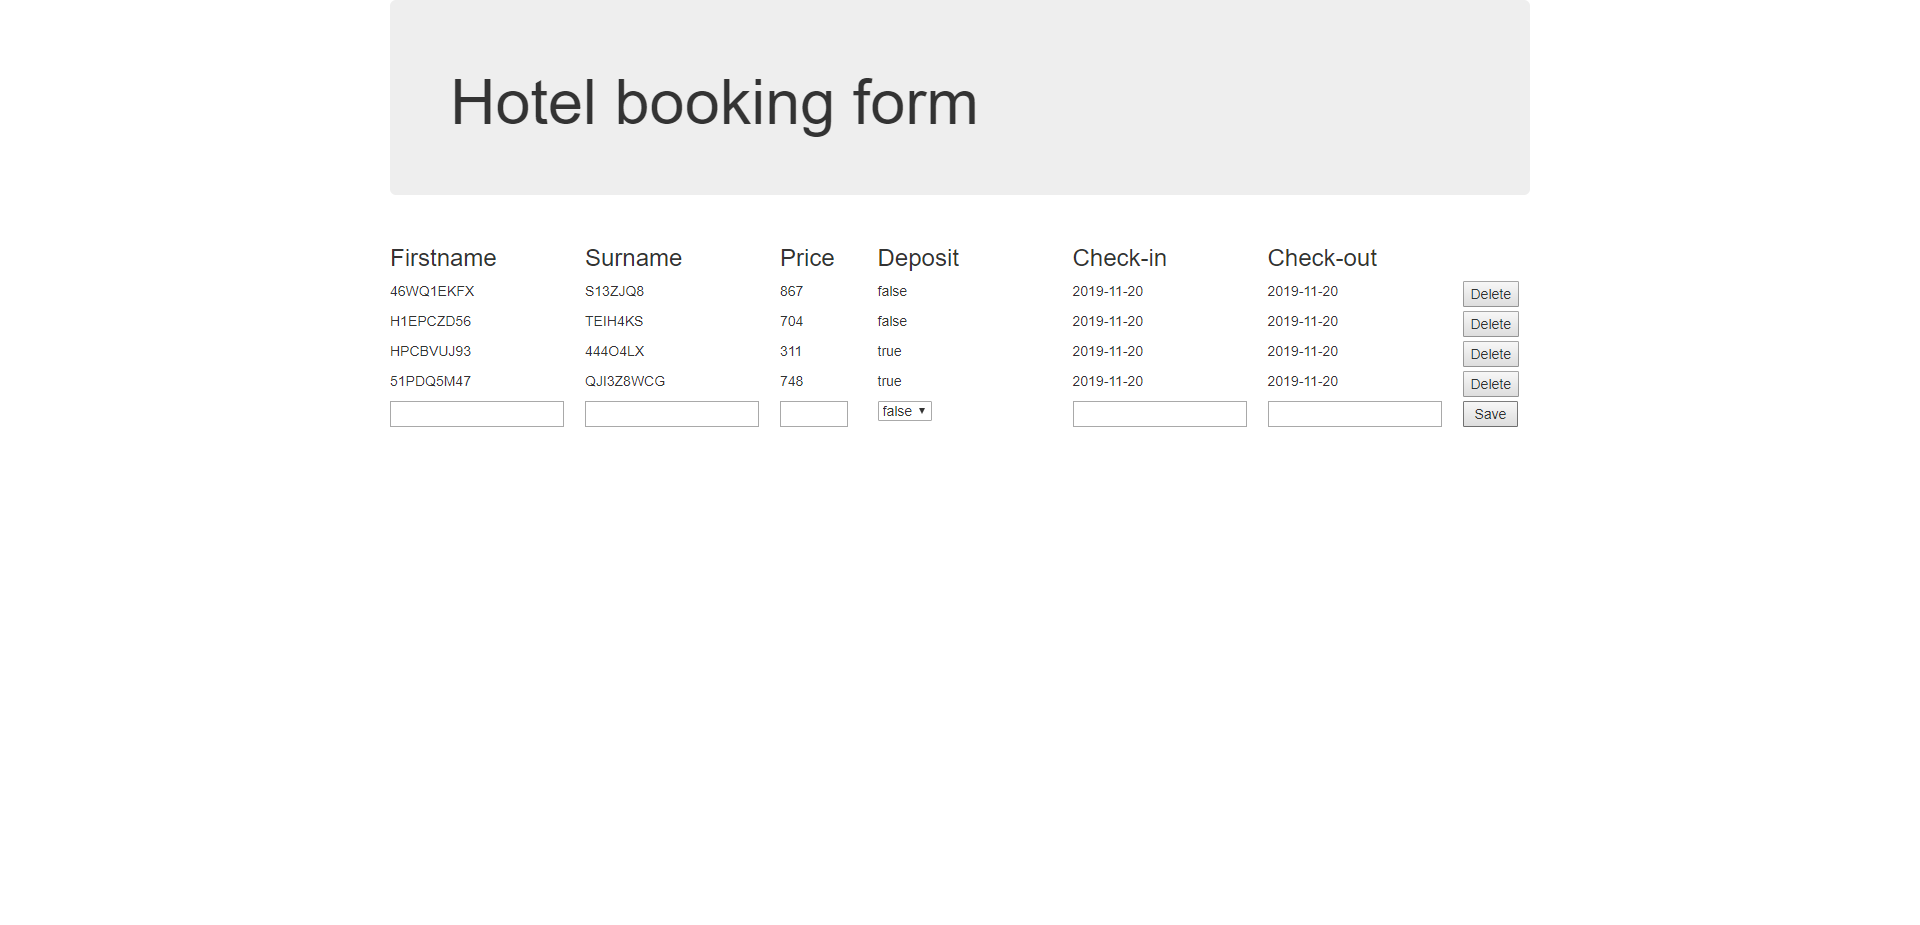 Hotel booking form
Firstname Surname Price Deposit Check-in Check-out
46WQ1EKFX S13ZJQ8 867 false 2019-11-20 2019-11-20 Delete
H1EPCZD56 TEIH4KS 704 false 2019-11-20 2019-11-20 Delete
HPCBVUJ93 444O4LX 311 true 2019-11-20 2019-11-20 Delete
51PDQ5M47 QJI3Z8WCG 748 true 2019-11-20 2019-11-20 Delete
false Save